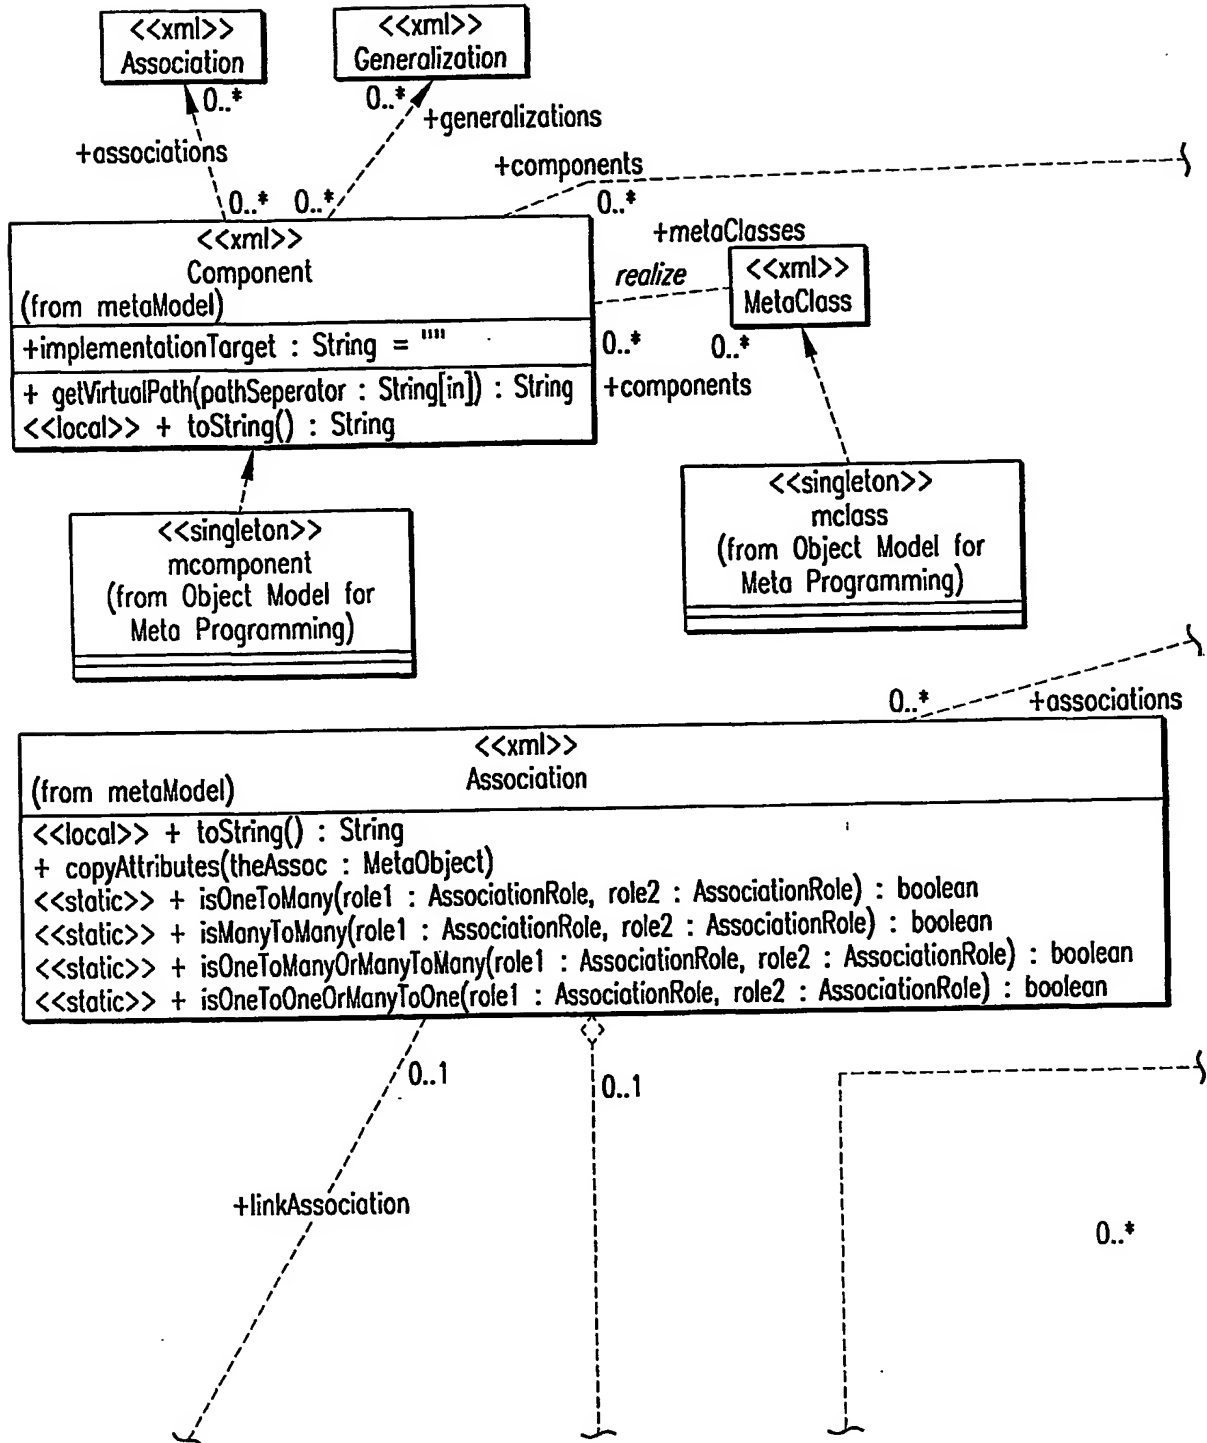 <<xml>>
Association
<<xml>>
Generalization
0..*
0..*
+generalizations
+associations
+components
0..*
0..*
0..*
+metaClasses
<<xml>>
Component
(from metaModel)
realize
<<xml>>
MetaClass
+implementationTarget : String = ""
0..*
0..*
+ getVirtualPath(pathSeperator : String[in]) : String
+components
<<local>> + toString() : String
<<singleton>>
mcomponent
(from Object Model for
Meta Programming)
<<singleton>>
mclass
(from Object Model for
Meta Programming)
0..*
+associations
<<xml>>
Association
(from metaModel)
<<local>> + toString() : String
+ copyAttributes(theAssoc : MetaObject)
<<static>> + isOneToMany(role1 : AssociationRole, role2 : AssociationRole) : boolean
<<static>> + isManyToMany(role1 : AssociationRole, role2 : AssociationRole) : boolean
<<static>> + isOneToManyOrManyToMany(role1 : AssociationRole, role2 : AssociationRole) : boolean
<<static>> + isOneToOneOrManyToOne(role1 : AssociationRole, role2 : AssociationRole) : boolean
0..1
0..1
+linkAssociation
0..*